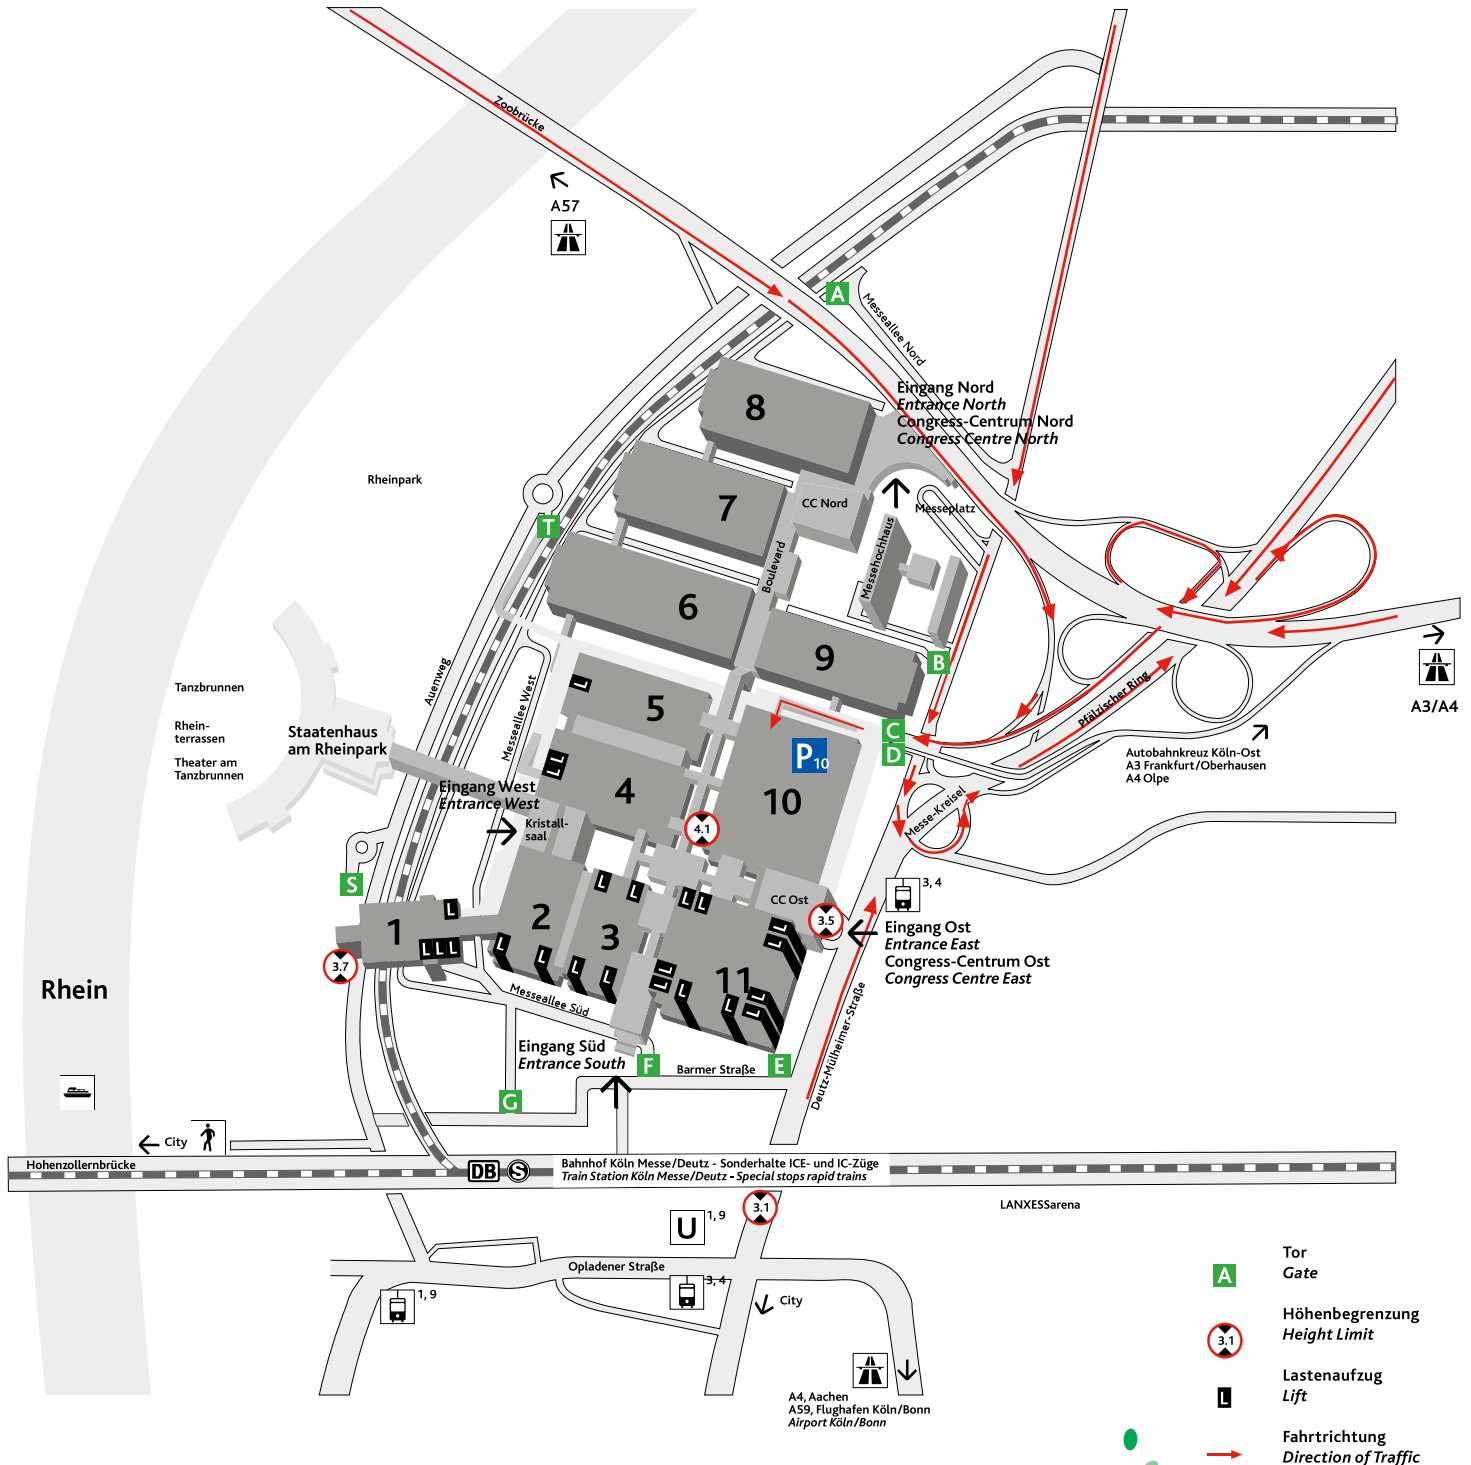 Zoobrücke
A57
A
Messeallee Nord
Eingang Nord
Entrance North
Congress-Centrum Nord
Congress Centre North
8
7
CC Nord
Messeplatz
Rheinpark
T
Boulevard
Messehochhaus
6
9
B
A3/A4
Tanzbrunnen
Rhein-
terrassen
Theater am
Tanzbrunnen
Staatenhaus
am Rheinpark
Auenweg
Messeallee West
L
5
C
D
Pfälzischer Ring
Autobahnkreuz Köln-Ost
A3 Frankfurt/Oberhausen
A4 Olpe
P10
L L
4
10
Eingang West
Entrance West
Kristall-
saal
4.1
Messe-Kreisel
S
3, 4
1
L
L L L
2
L L
3
L L
L L
L L
CC Ost
3.5
Eingang Ost
Entrance East
Congress-Centrum Ost
Congress Centre East
3.7
11
L L
L L
L L
L L
L L
Rhein
Messeallee Süd
Deutz-Mülheimer-Straße
Eingang Süd
Entrance South
F
Barmer Straße
E
G
City
Hohenzollernbrücke
DB
S
Bahnhof Köln Messe/Deutz - Sonderhalte ICE- und IC-Züge
Train Station Köln Messe/Deutz - Special stops rapid trains
LANXESSarena
3.1
U
1, 9
Opladener Straße
3, 4
1, 9
City
A4, Aachen
A59, Flughafen Köln/Bonn
Airport Köln/Bonn
Tor
Gate
A
Höhenbegrenzung
Height Limit
3.1
Lastenaufzug
Lift
L
Fahrtrichtung
Direction of Traffic